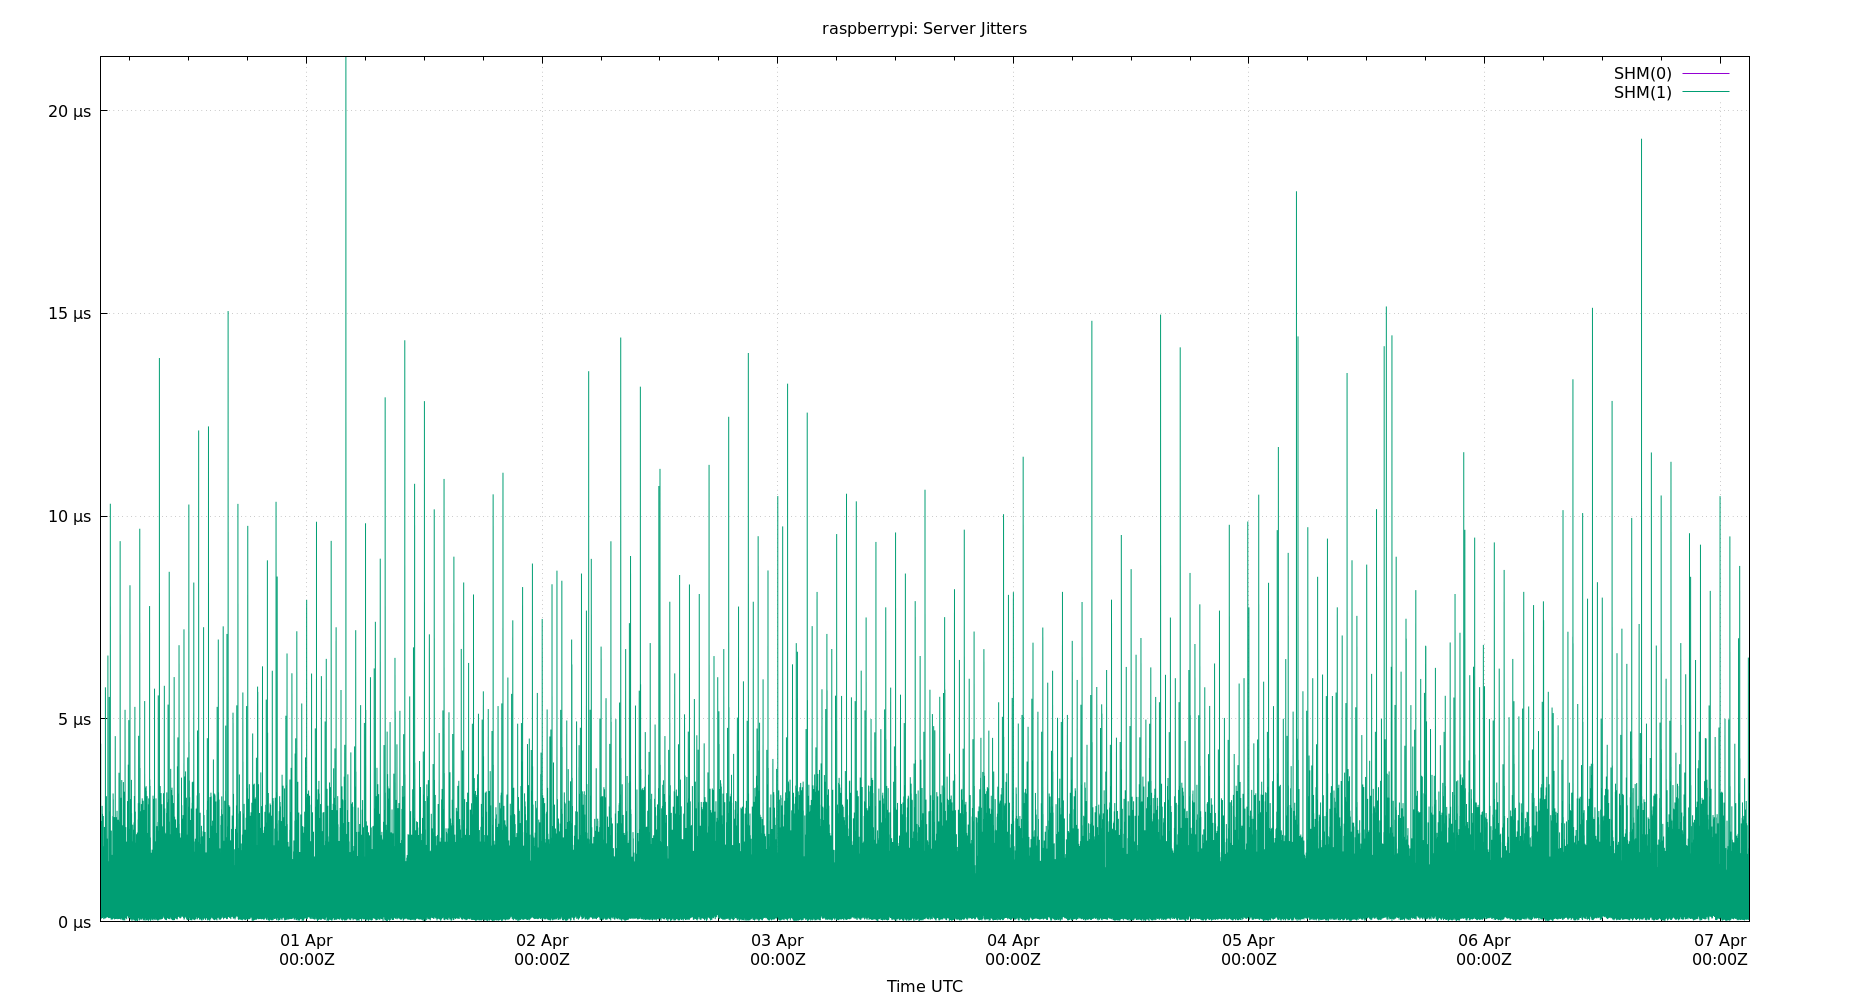 raspberrypi: Server Jitters
SHM(0)
SHM(1)
20 µs
15 µs
10 µs
5 µs
0 µs
01 Apr 02 Apr 03 Apr 04 Apr 05 Apr 06 Apr 07 Apr
00:00Z 00:00Z 00:00Z 00:00Z 00:00Z 00:00Z 00:00Z
Time UTC